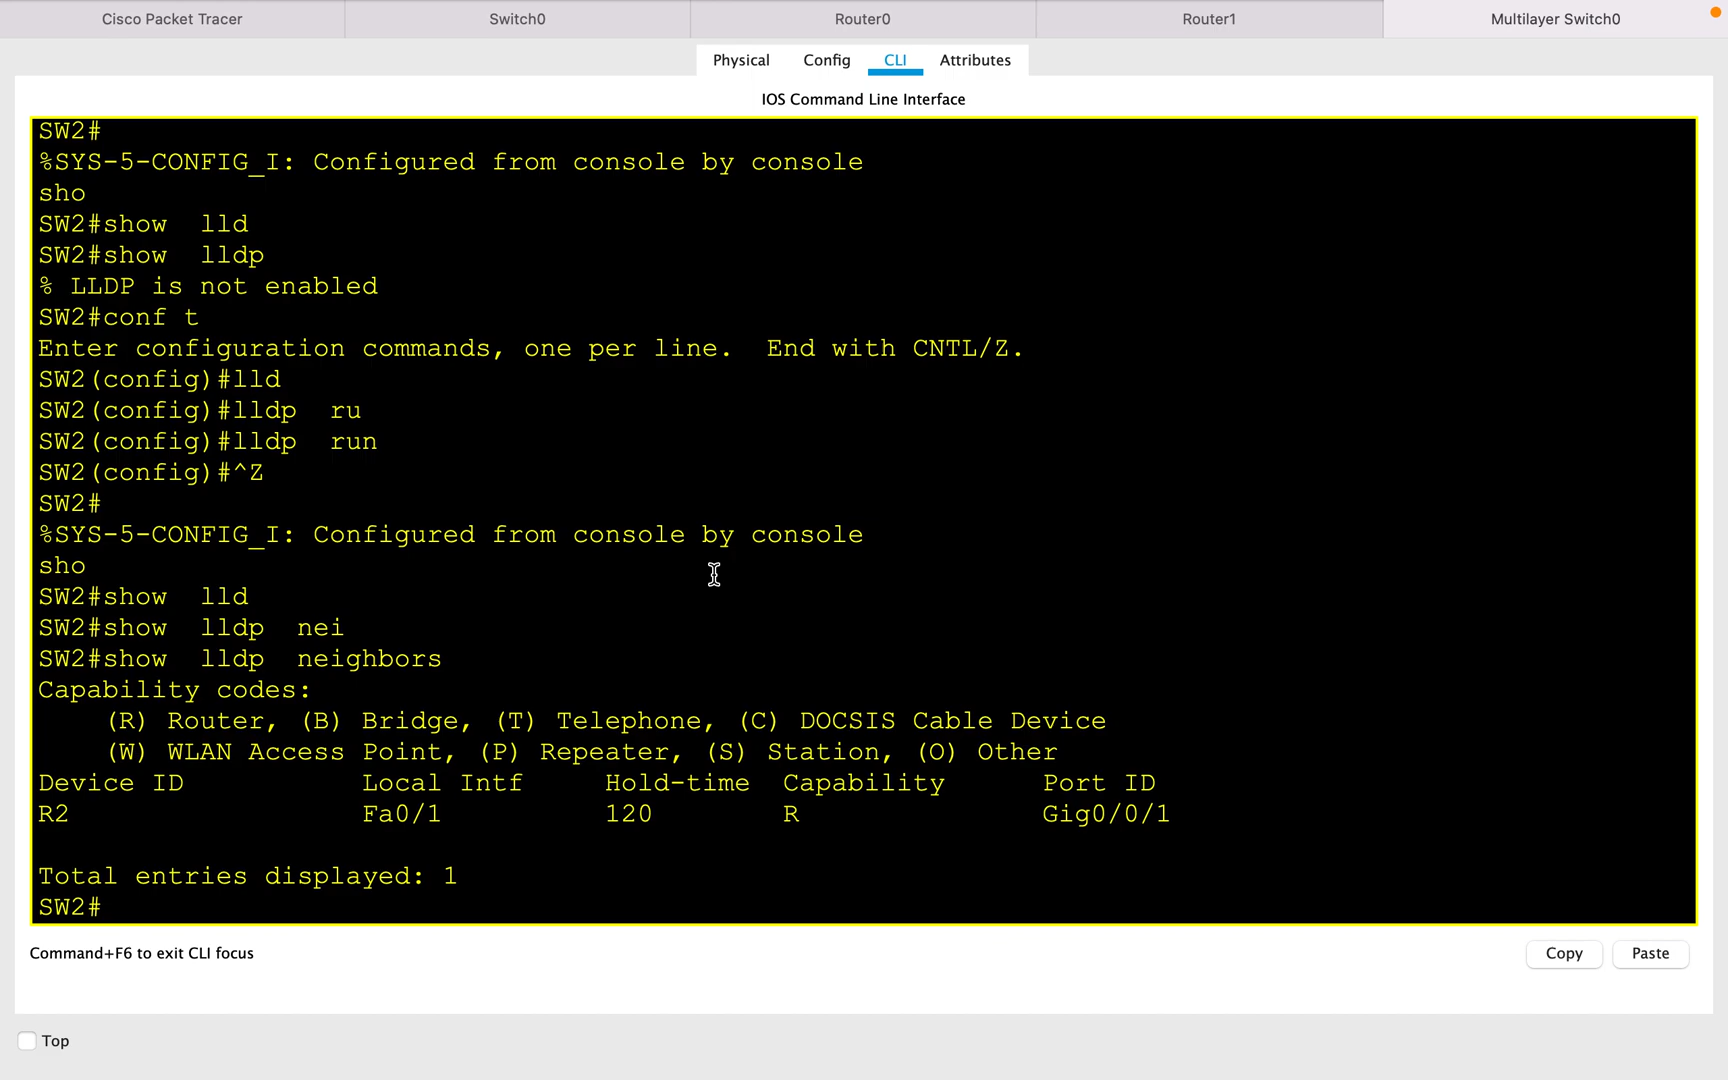 Cisco Packet Tracer
Switch0
Router0
Router1
Multilayer Switch0
Physical
Config
CLI
Attributes
IOS Command Line Interface
SW2#
%SYS-5-CONFIG_I: Configured from console by console
sho
SW2#show  lld
SW2#show  lldp
% LLDP is not enabled
SW2#conf t
Enter configuration commands, one per line.  End with CNTL/Z.
SW2(config)#lld
SW2(config)#lldp  ru
SW2(config)#lldp  run
SW2(config)#^Z
SW2#
%SYS-5-CONFIG_I: Configured from console by console
sho
SW2#show  lld
SW2#show  lldp  nei
SW2#show  lldp  neighbors
Capability codes:
    (R) Router, (B) Bridge, (T) Telephone, (C) DOCSIS Cable Device
    (W) WLAN Access Point, (P) Repeater, (S) Station, (O) Other
Device ID           Local Intf     Hold-time  Capability      Port ID
R2                  Fa0/1          120        R               Gig0/0/1
Total entries displayed: 1
SW2#
Command+F6 to exit CLI focus
Copy
Paste
Top